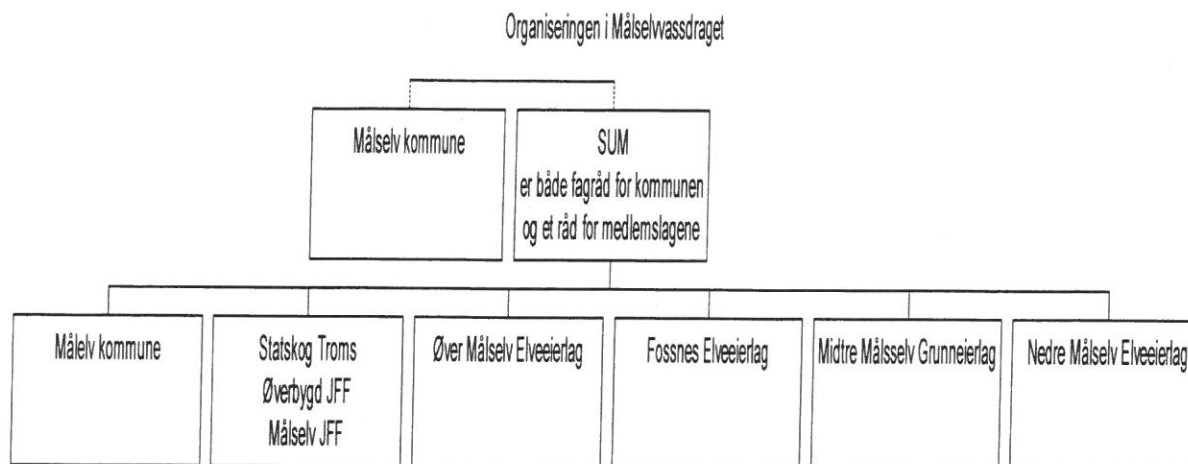 Organiseringen i Målselvvassdraget
Målselv kommune
SUM
er både fagråd for kommunen
og et råd for medlemslagene
Målelv kommune
Statskog Troms
Øverbygd JFF
Målselv JFF
Øver Målselv Elveeierlag
Fossnes Elveeierlag
Midtre Målsselv Grunneierlag
Nedre Målselv Elveeierlag